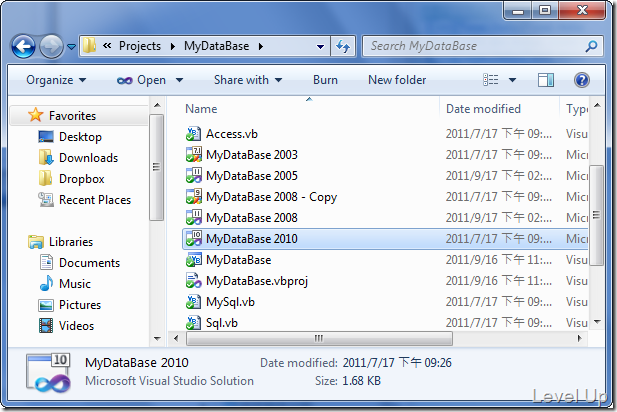 Projects MyDataBase Search MyDataBase
Organize Open Share with Burn New folder
Favorites
Desktop
Downloads
Dropbox
Recent Places
Libraries
Documents
Music
Pictures
Videos
Name Date modified Type
Access.vb 2011/7/17 下午 09:... Visu
MyDataBase 2003 2011/7/17 下午 09:... Micr
MyDataBase 2005 2011/9/17 下午 02:... Micr
MyDataBase 2008 - Copy 2011/7/17 下午 09:... Micr
MyDataBase 2008 2011/9/17 下午 02:... Micr
MyDataBase 2010 2011/7/17 下午 09:... Micr
MyDataBase 2011/9/16 下午 11:... Visu
MyDataBase.vbproj 2011/9/16 下午 11:... Visu
MySql.vb 2011/7/17 下午 09:... Visu
Sql.vb 2011/7/17 下午 09:... Visu
10 MyDataBase 2010 Date modified: 2011/7/17 下午 09:26
Microsoft Visual Studio Solution Size: 1.68 KB
Level Up